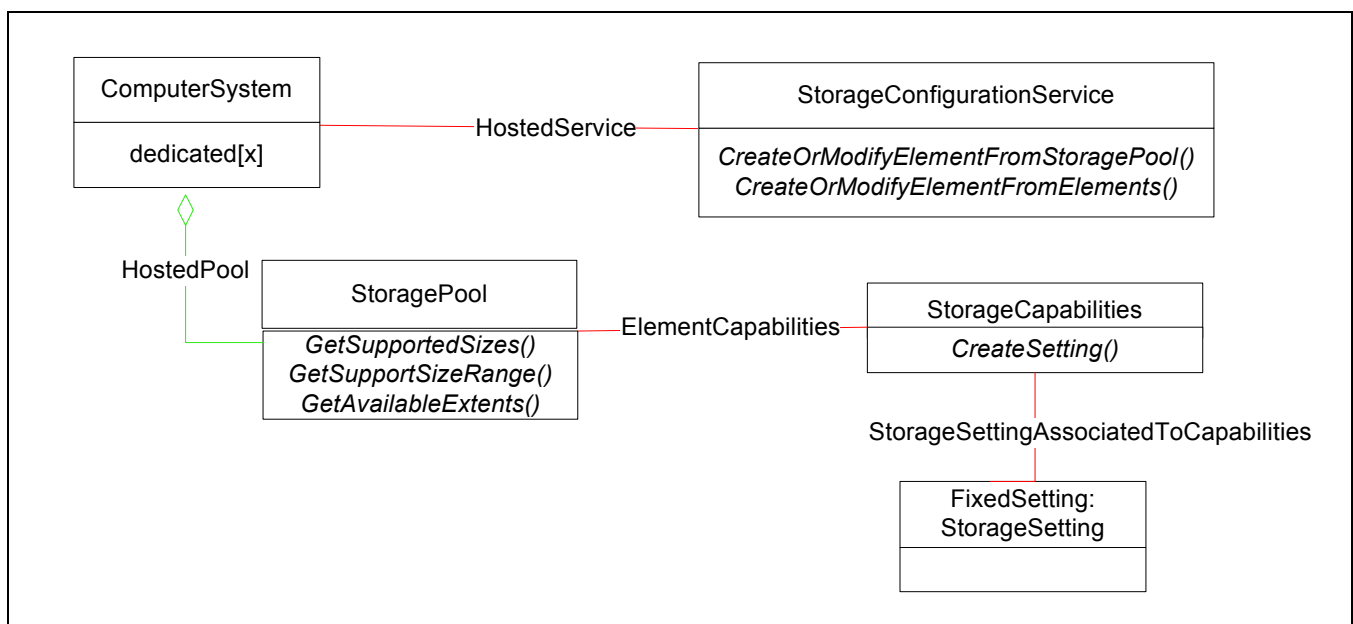 ComputerSystem
dedicated[x]
HostedService
StorageConfigurationService
CreateOrModifyElementFromStoragePool()
CreateOrModifyElementFromElements()
HostedPool
StoragePool
GetSupportedSizes()
GetSupportSizeRange()
GetAvailableExtents()
ElementCapabilities
StorageCapabilities
CreateSetting()
StorageSettingAssociatedToCapabilities
FixedSetting:
StorageSetting